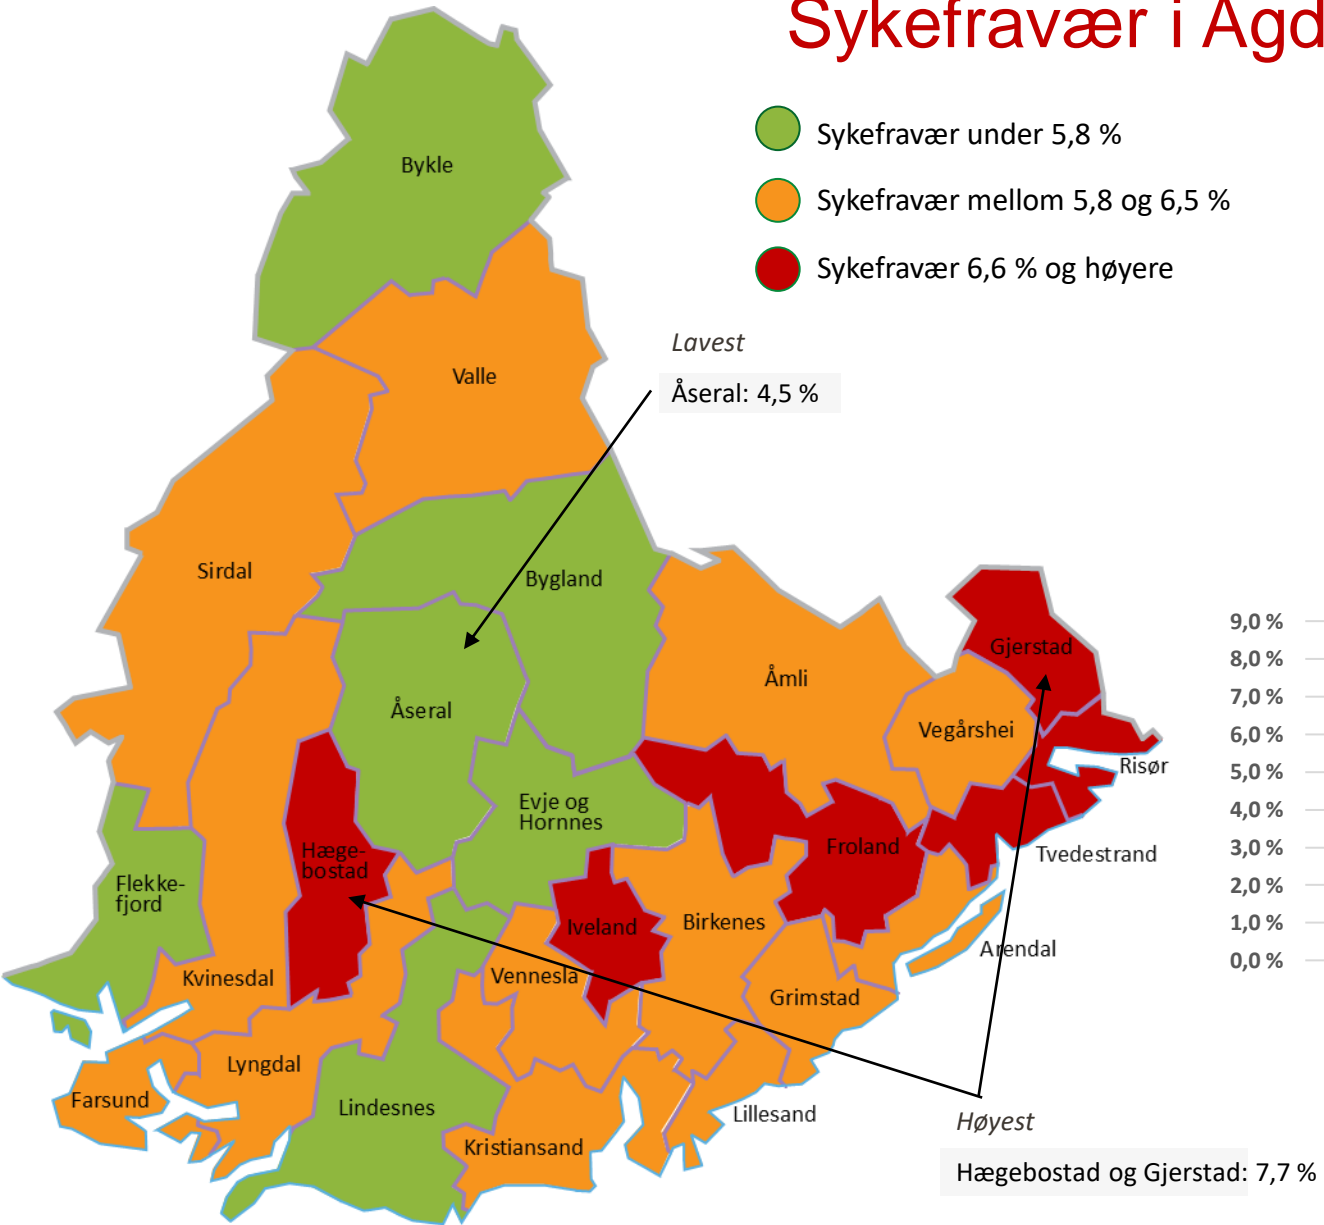 Sykefravær i Agd
Sykefravær under 5,8 %
Sykefravær mellom 5,8 og 6,5 %
Sykefravær 6,6 % og høyere
Bykle
Lavest
Åseral: 4,5 %
Valle
Sirdal
Bygland
Åmli
Gjerstad
Åseral
Vegårshei
Risør
Evje og
Hornnes
Hæge-
bostad
Froland
Tvedestrand
Flekke-
fjord
Iveland
Birkenes
Arendal
Kvinesdal
Vennesla
Grimstad
Lyngdal
Farsund
Lindesnes
Kristiansand
Lillesand
Høyest
Hægebostad og Gjerstad: 7,7 %
9,0 %
8,0 %
7,0 %
6,0 %
5,0 %
4,0 %
3,0 %
2,0 %
1,0 %
0,0 %